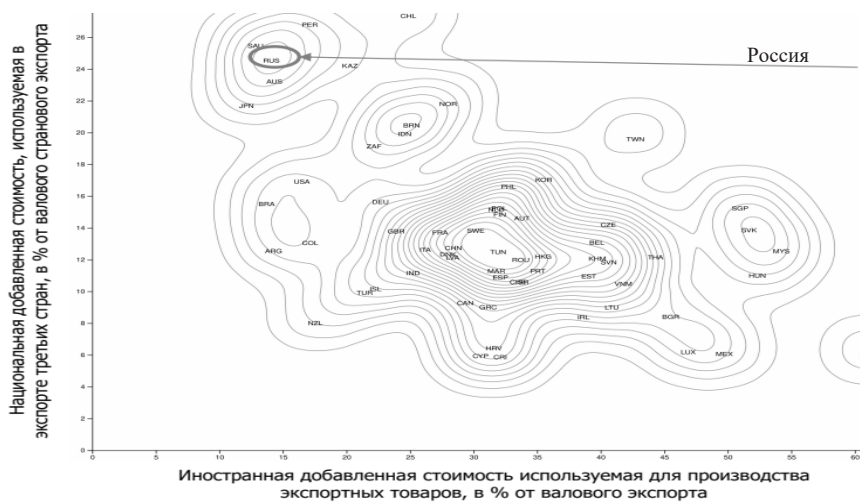 Национальная добавленная стоимость, используемая в
экспорте третьих стран, в % от валового странового экспорта
26
24
22
20
18
16
14
12
10
8
6
4
2
0
CHL
PER
SAU
RUS
KAZ
AUS
JPN
NOR
BRN
IDN
ZAF
TWN
KOR
USA
PHL
BRA
DEU
FIN
AUT
SGP
GBR
FRA
SWE
CZE
SVK
COL
BEL
ARG
ITA
CHN
LVA
TUN
ROU
HKG
KHM
SVN
THA
MYS
IND
MAR
ESP
PRT
EST
VNM
HUN
TUR
ISL
CAN
GRC
LTU
NZL
IRL
BGR
HRV
CYP
CRI
LUX
MEX
Россия
0
5
10
15
20
25
30
35
40
45
50
55
60
Иностранная добавленная стоимость используемая для производства
экспортных товаров, в % от валового экспорта